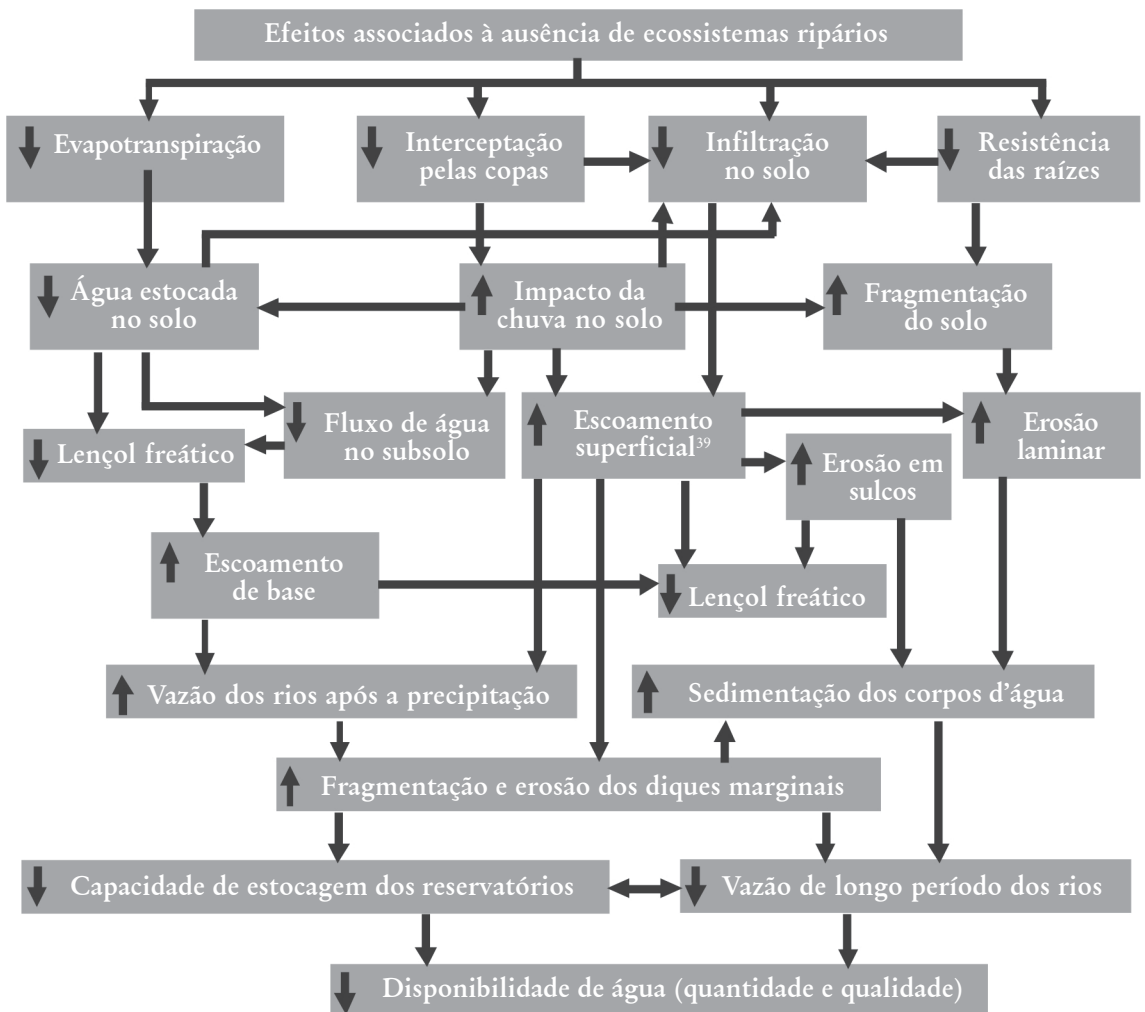 Efeitos associados à ausência de ecossistemas ripários
Evapotranspiração
Interceptação
pelas copas
Infiltração
no solo
Resistência
das raízes
Água estocada
no solo
Impacto da
chuva no solo
Fragmentação
do solo
Lençol freático
Fluxo de água
no subsolo
Escoamento
superficial³⁹
Erosão em
sulcos
Erosão
laminar
Escoamento
de base
Lençol freático
Vazão dos rios após a precipitação
Sedimentação dos corpos d’água
Fragmentação e erosão dos diques marginais
Capacidade de estocagem dos reservatórios
Vazão de longo período dos rios
Disponibilidade de água (quantidade e qualidade)